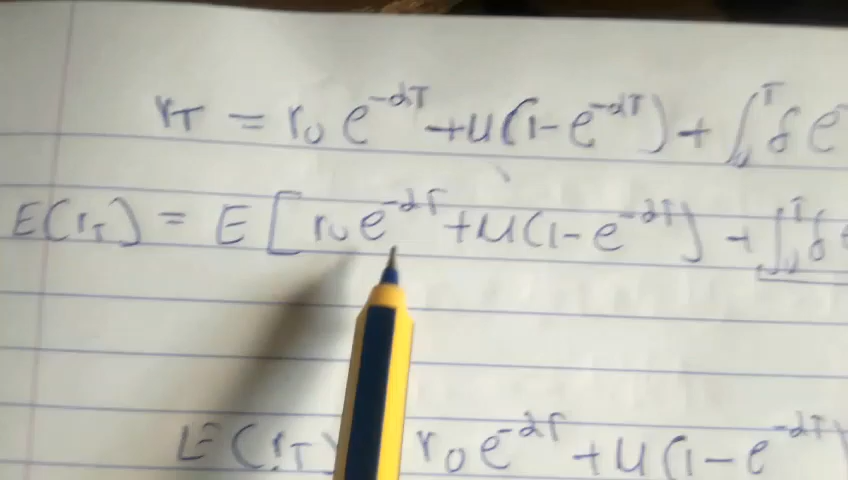 r_T = r_0 e^{-αT} + μ(1 - e^{-αT}) + ∫_0^T δ e
E(r_T) = E [ r_0 e^{-αT} + μ(1 - e^{-αT}) + ∫_0^T δ
E(r_T) r_0 e^{-αT} + μ(1 - e^{-αT})